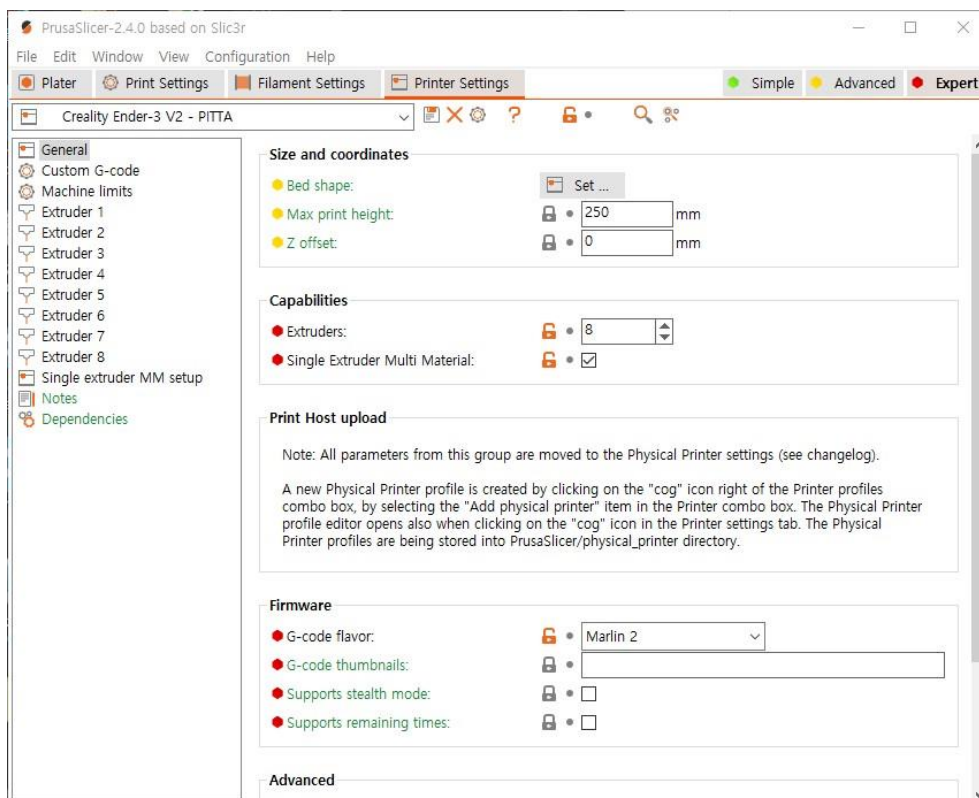 PrusaSlicer-2.4.0 based on Slic3r
File Edit Window View Configuration Help
Plater Print Settings Filament Settings Printer Settings Simple Advanced Expert
Creality Ender-3 V2 - PITTA ?
General
Custom G-code
Machine limits
Extruder 1
Extruder 2
Extruder 3
Extruder 4
Extruder 5
Extruder 6
Extruder 7
Extruder 8
Single extruder MM setup
Notes
Dependencies
Size and coordinates
Bed shape: Set ...
Max print height: 250 mm
Z offset: 0 mm
Capabilities
Extruders: 8
Single Extruder Multi Material:
Print Host upload
Note: All parameters from this group are moved to the Physical Printer settings (see changelog).
A new Physical Printer profile is created by clicking on the "cog" icon right of the Printer profiles
combo box, by selecting the "Add physical printer" item in the Printer combo box. The Physical Printer
profile editor opens also when clicking on the "cog" icon in the Printer settings tab. The Physical
Printer profiles are being stored into PrusaSlicer/physical_printer directory.
Firmware
G-code flavor: Marlin 2
G-code thumbnails:
Supports stealth mode:
Supports remaining times:
Advanced